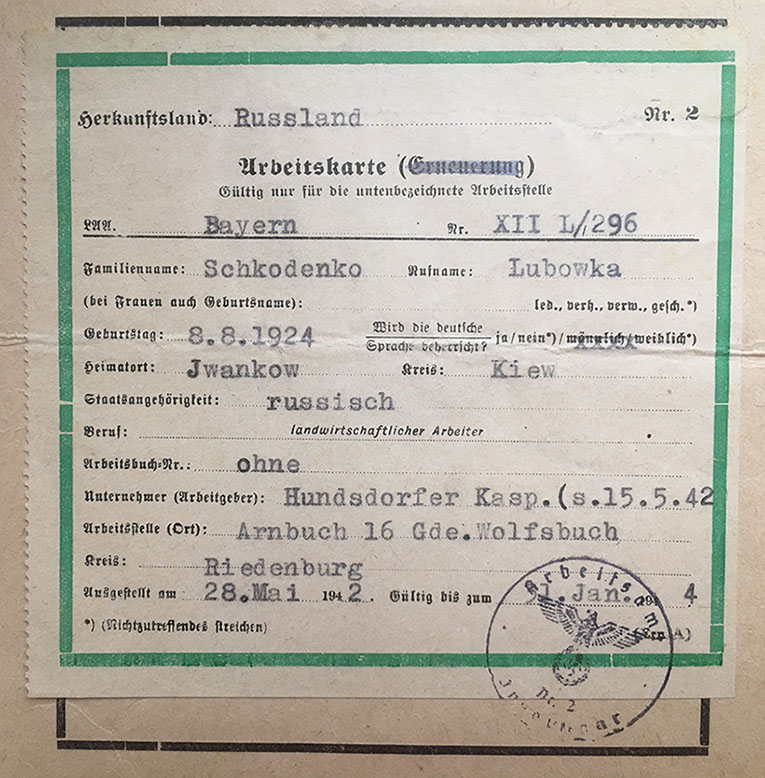 Herkunftsland: Russland Nr. 2
Arbeitskarte (Erneuerung)
Gültig nur für die untenbezeichnete Arbeitsstelle
LAA. Bayern Nr. XII L/296
Familienname: Schkodenko Rufname: Lubowka
(bei Frauen auch Geburtsname): led., verh., verw., gesch.*)
Geburtstag: 8.8.1924 Wird die deutsche Sprache beherrscht? ja/nein*)/männlich/weiblich*)
Heimatort: Jwankow Kreis: Kiew
Staatsangehörigkeit: russisch
Beruf: landwirtschaftlicher Arbeiter
Arbeitsbuch-Nr.: ohne
Unternehmer (Arbeitgeber): Hundsdorfer Kasp.(s.15.5.42
Arbeitsstelle (Ort): Arnbuch 16 Gde.Wolfsbuch
Kreis: Riedenburg
Ausgestellt am 28.Mai 1942. Gültig bis zum 31.Jan. 194 4
*) (Nichtzutreffendes streichen)
Arbeitsamt
Nr. 2